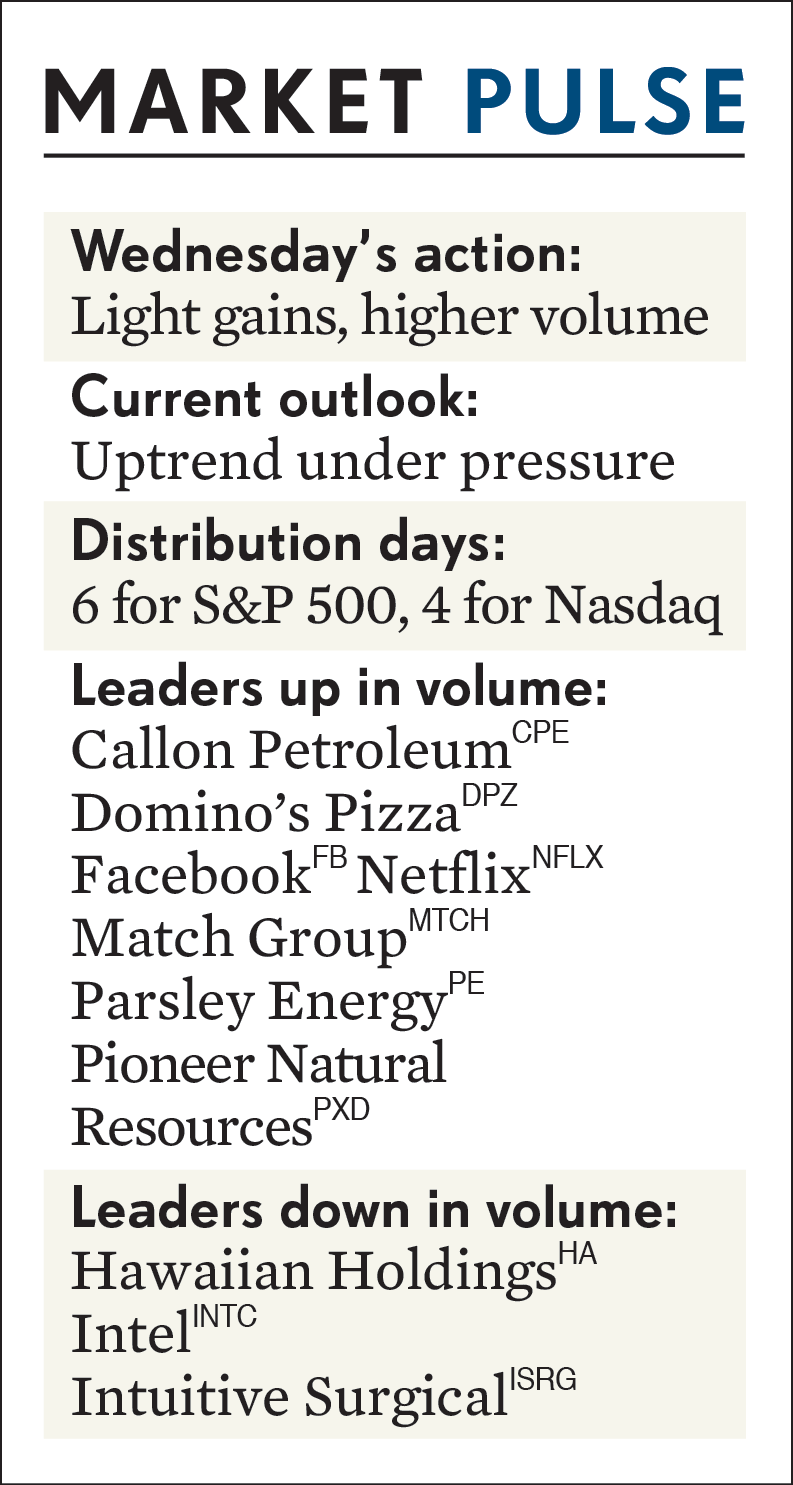 MARKET PULSE
Wednesday’s action:
Light gains, higher volume
Current outlook:
Uptrend under pressure
Distribution days:
6 for S&P 500, 4 for Nasdaq
Leaders up in volume:
Callon Petroleum CPE
Domino’s Pizza DPZ
Facebook FB Netflix NFLX
Match Group MTCH
Parsley Energy PE
Pioneer Natural
Resources PXD
Leaders down in volume:
Hawaiian Holdings HA
Intel INTC
Intuitive Surgical ISRG